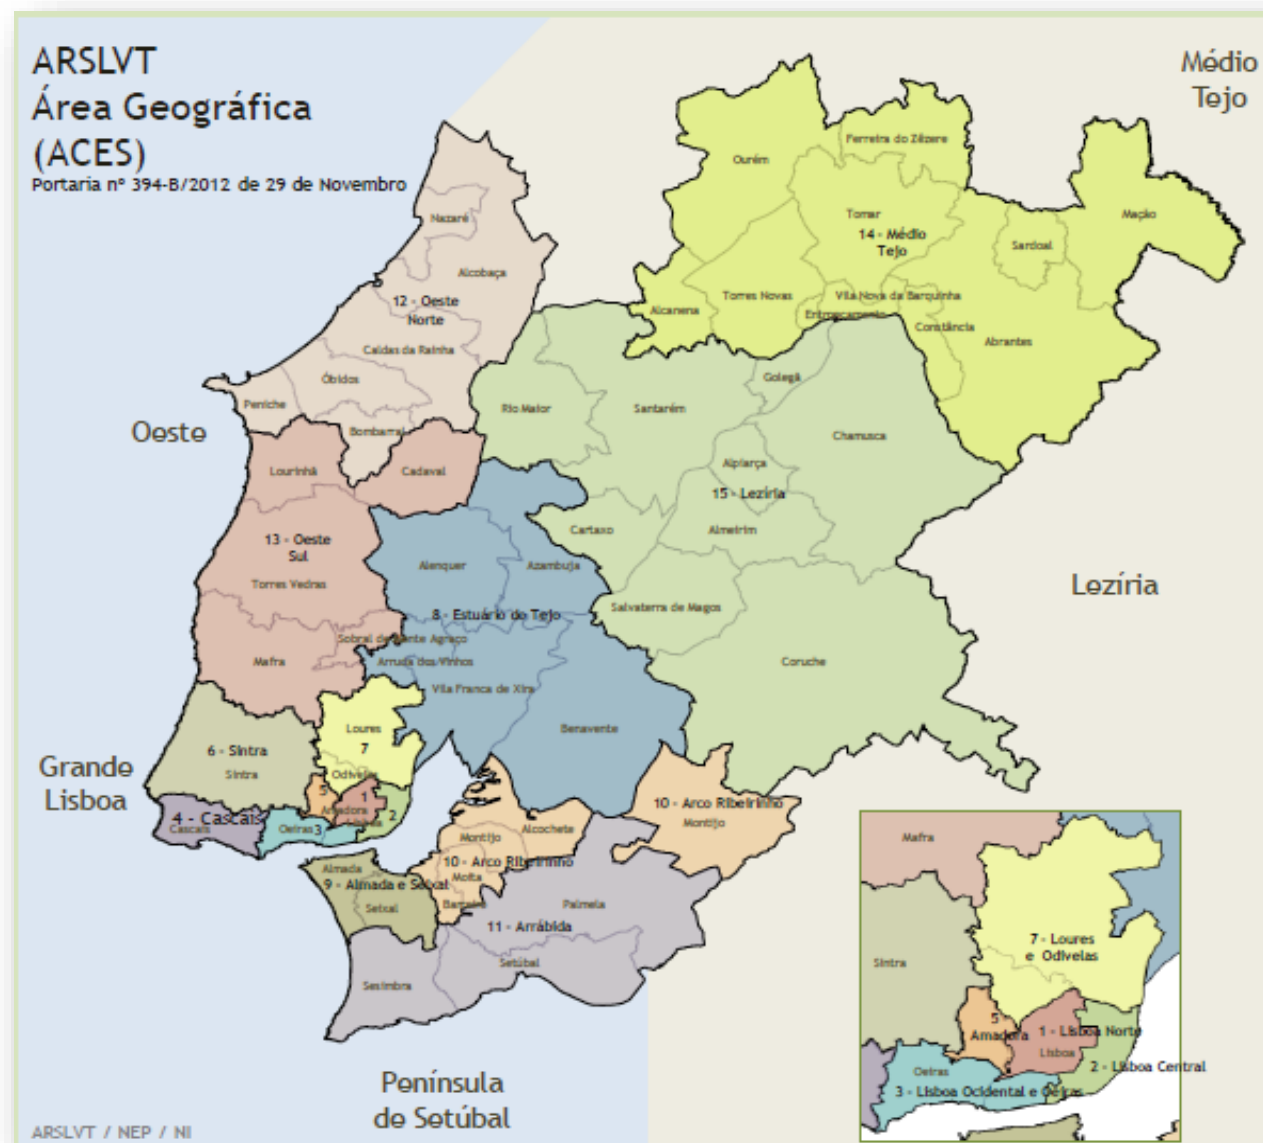 ARSLVT
Área Geográfica
(ACES)
Portaria nº 394-B/2012 de 29 de Novembro
Médio
Tejo
Ourém
Ferreira do Zêzere
Tomar
14 - Médio
Tejo
Sardoal
Mação
Torres Novas
Alcanena
Vila Nova da Barquinha
Entroncamento
Constância
Abrantes
Nazaré
Alcobaça
12 - Oeste
Norte
Caldas da Rainha
Óbidos
Peniche
Bombarral
Oeste
Lourinhã
Cadaval
13 - Oeste
Sul
Torres Vedras
Sobral de Monte Agraço
Mafra
Golegã
Rio Maior
Santarém
Chamusca
Alpiarça
15 - Lezíria
Cartaxo
Almeirim
Salvaterra de Magos
Coruche
Lezíria
Alenquer
Azambuja
8 - Estuário do Tejo
Arruda dos Vinhos
Vila Franca de Xira
Benavente
Grande
Lisboa
6 - Sintra
Sintra
Loures
7
Odivelas
5
Amadora
1
Lisboa
2
4 - Cascais
Cascais
Oeiras
3
10 - Arco Ribeirinho
Montijo
Montijo
Alcochete
10 - Arco Ribeirinho
Moita
Barreiro
Almada
9 - Almada e Seixal
Seixal
Palmela
11 - Arrábida
Setúbal
Sesimbra
Península
de Setúbal
Mafra
Sintra
7 - Loures
e Odivelas
5 -
Amadora
1 - Lisboa Norte
Lisboa
2 - Lisboa Central
Oeiras
3 - Lisboa Ocidental e Oeiras
ARSLVT / NEP / NI